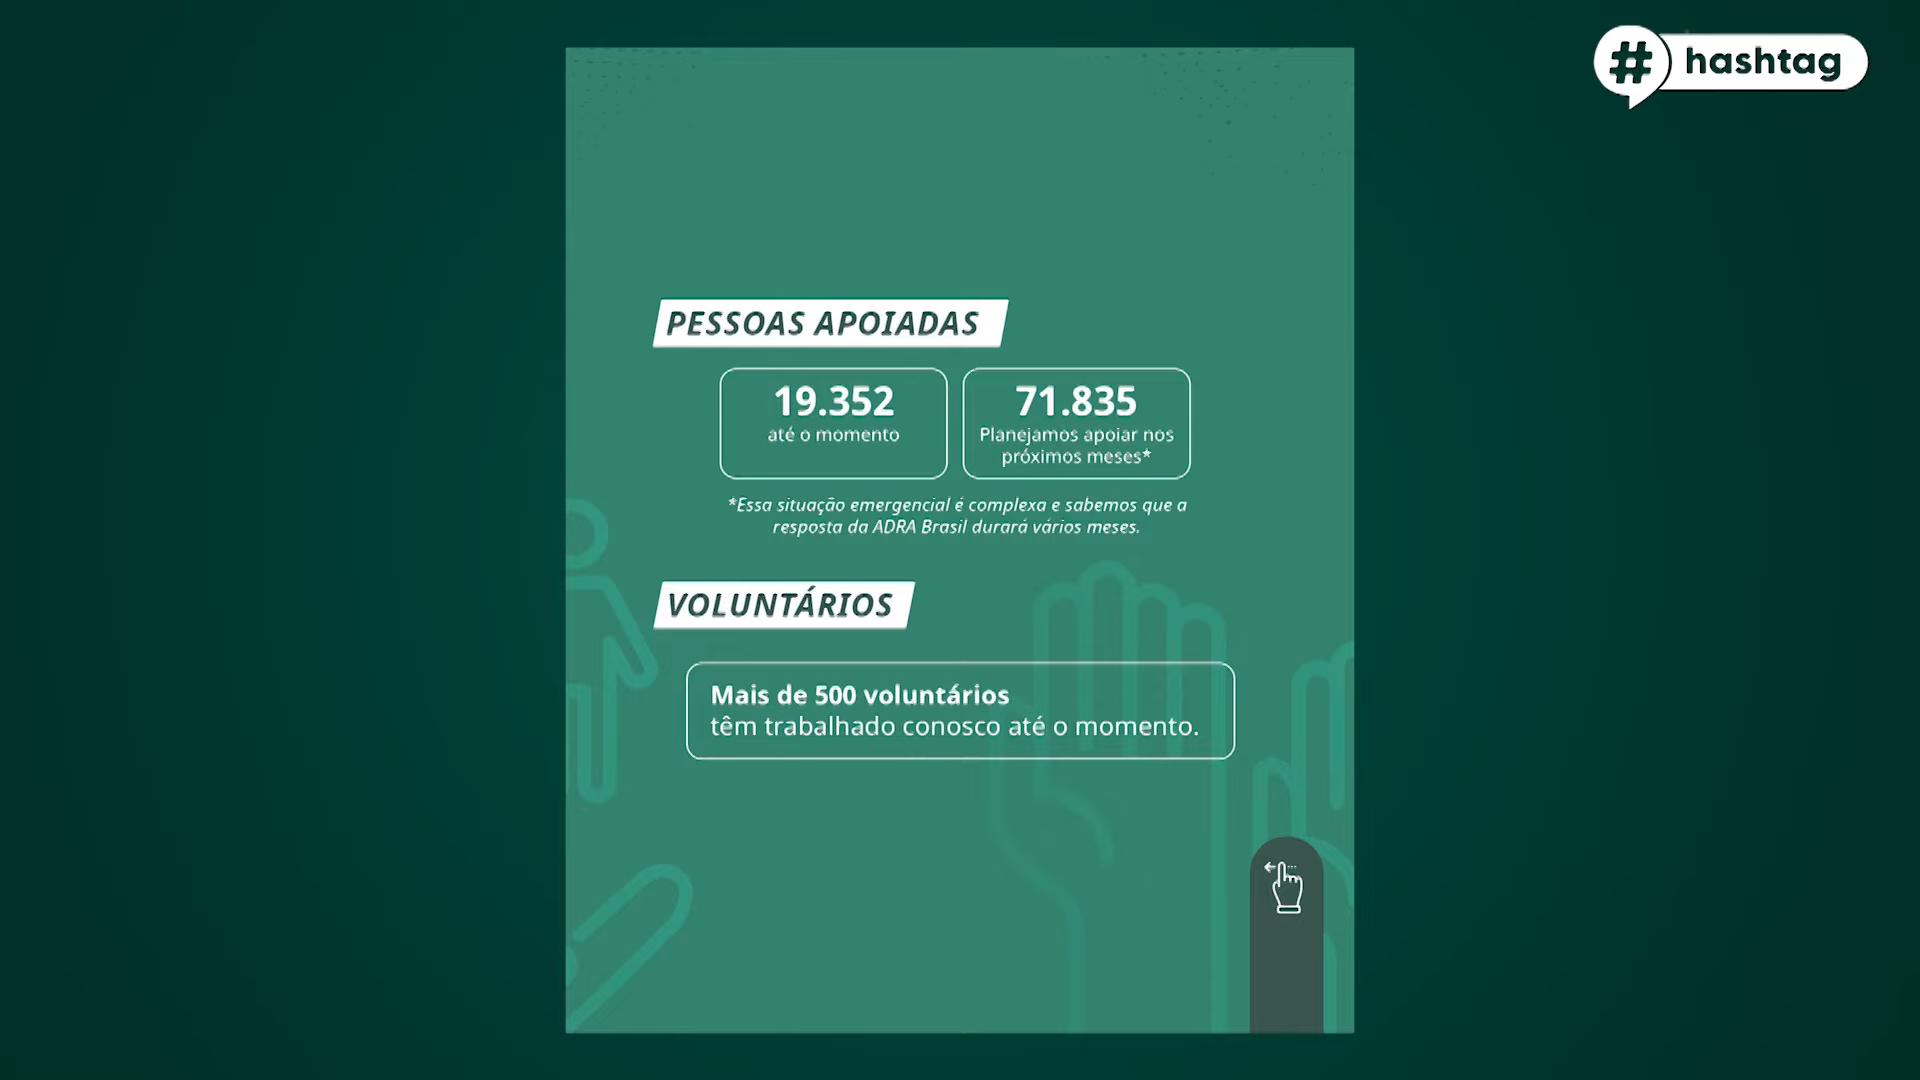 # hashtag
PESSOAS APOIADAS
19.352
até o momento
71.835
Planejamos apoiar nos
próximos meses*
*Essa situação emergencial é complexa e sabemos que a
resposta da ADRA Brasil durará vários meses.
VOLUNTÁRIOS
Mais de 500 voluntários
têm trabalhado conosco até o momento.